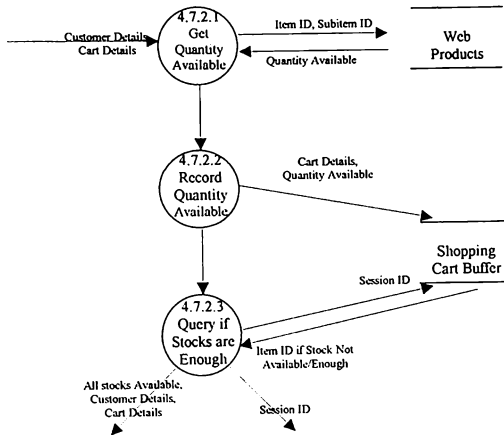 4.7.2.1
Get
Quantity
Available
Customer Details
Cart Details
Item ID, Subitem ID
Quantity Available
Web
Products
4.7.2.2
Record
Quantity
Available
Cart Details,
Quantity Available
Shopping
Cart Buffer
Session ID
4.7.2.3
Query if
Stocks are
Enough
Item ID if Stock Not
Available/Enough
All stocks Available,
Customer Details,
Cart Details
Session ID